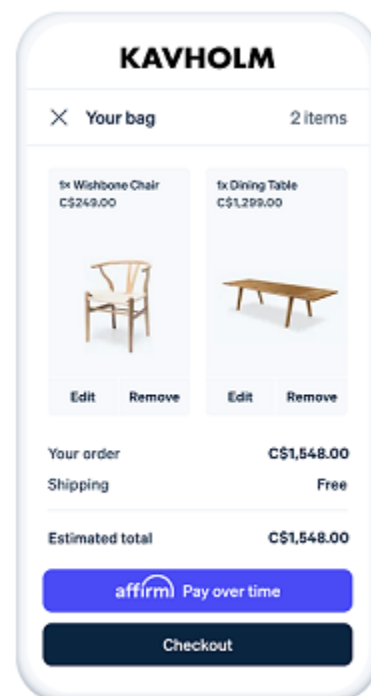 KAVHOLM
Your bag 2 items
1x Wishbone Chair
C$249.00
1x Dining Table
C$1,299.00
Edit Remove
Edit Remove
Your order C$1,548.00
Shipping Free
Estimated total C$1,548.00
affirm Pay over time
Checkout